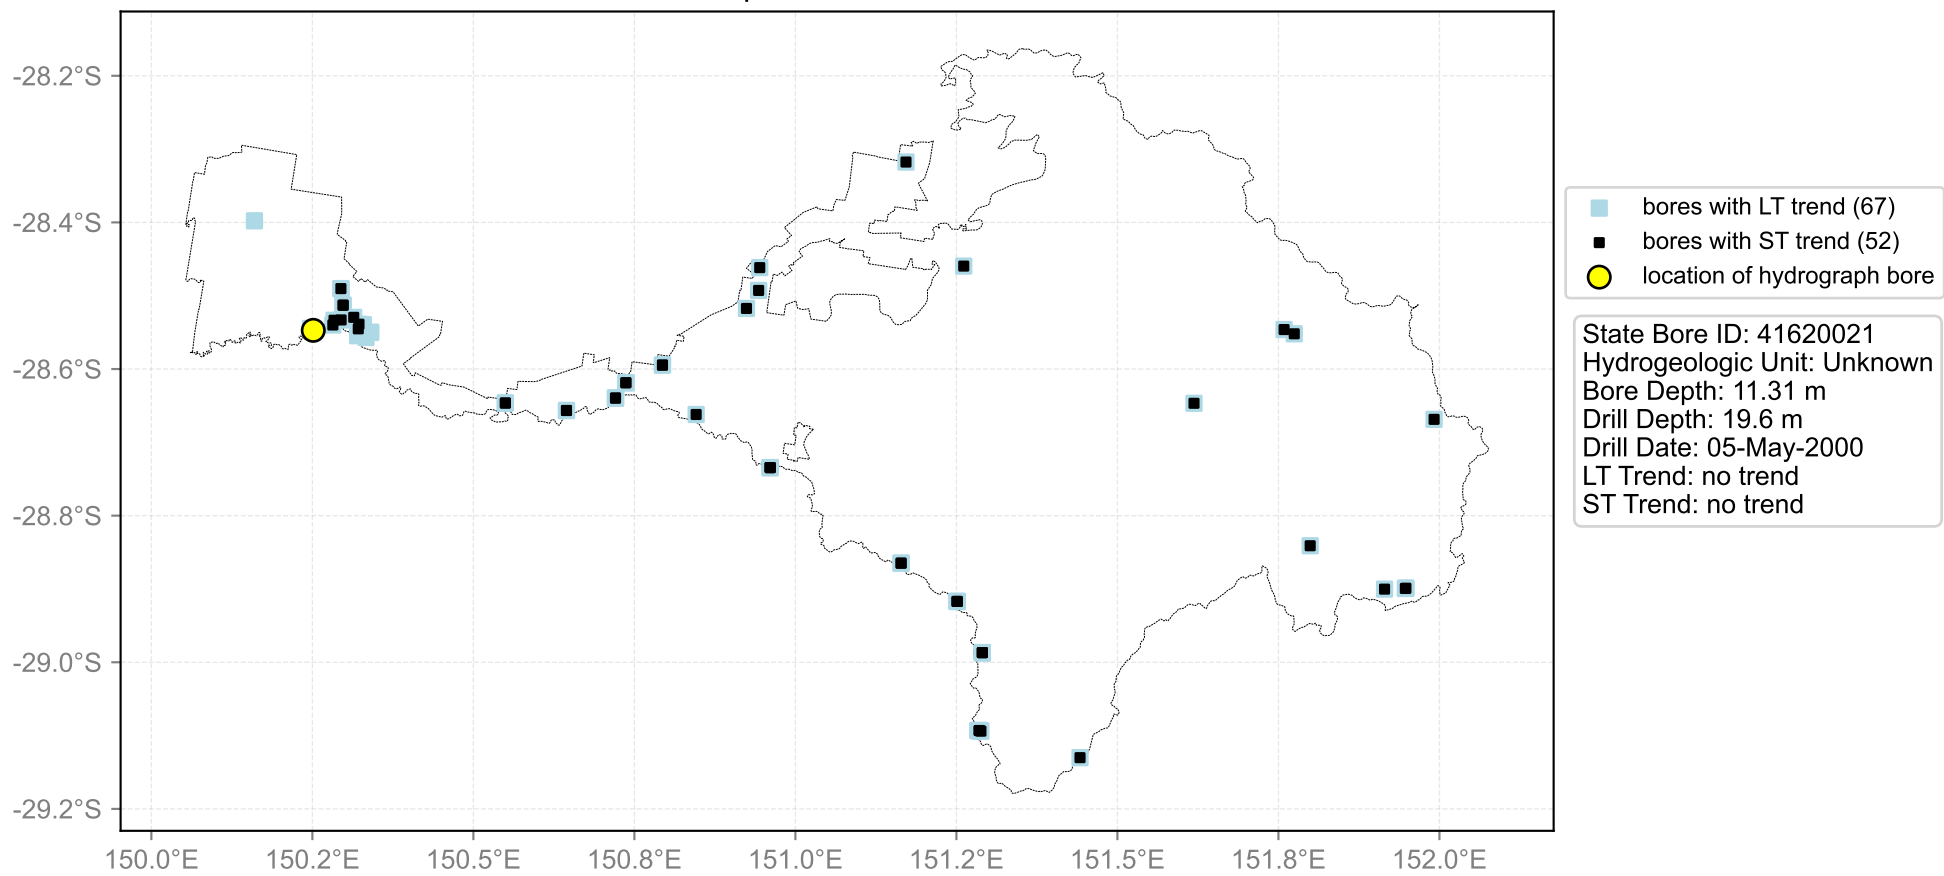 -28.2°S
-28.4°S
-28.6°S
-28.8°S
-29.0°S
-29.2°S
150.0°E
150.2°E
150.5°E
150.8°E
151.0°E
151.2°E
151.5°E
151.8°E
152.0°E
bores with LT trend (67)
bores with ST trend (52)
location of hydrograph bore
State Bore ID: 41620021
Hydrogeologic Unit: Unknown
Bore Depth: 11.31 m
Drill Depth: 19.6 m
Drill Date: 05-May-2000
LT Trend: no trend
ST Trend: no trend